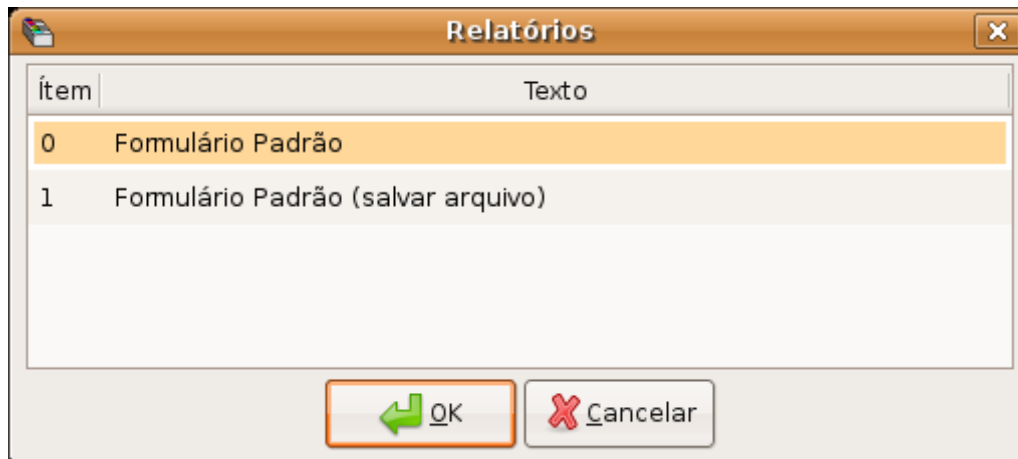 Relatórios
Ítem Texto
0 Formulário Padrão
1 Formulário Padrão (salvar arquivo)
OK Cancelar